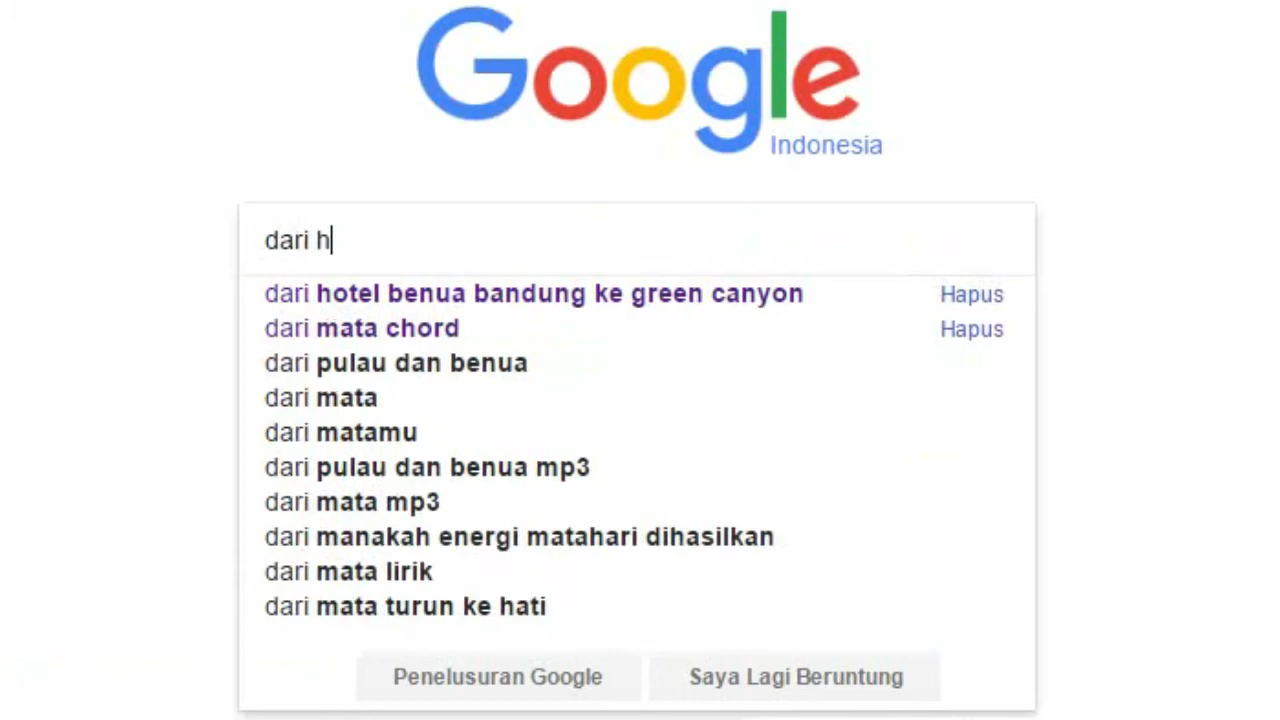 Google
Indonesia
dari h
dari hotel benua bandung ke green canyon Hapus
dari mata chord Hapus
dari pulau dan benua
dari mata
dari matamu
dari pulau dan benua mp3
dari mata mp3
dari manakah energi matahari dihasilkan
dari mata lirik
dari mata turun ke hati
Penelusuran Google Saya Lagi Beruntung